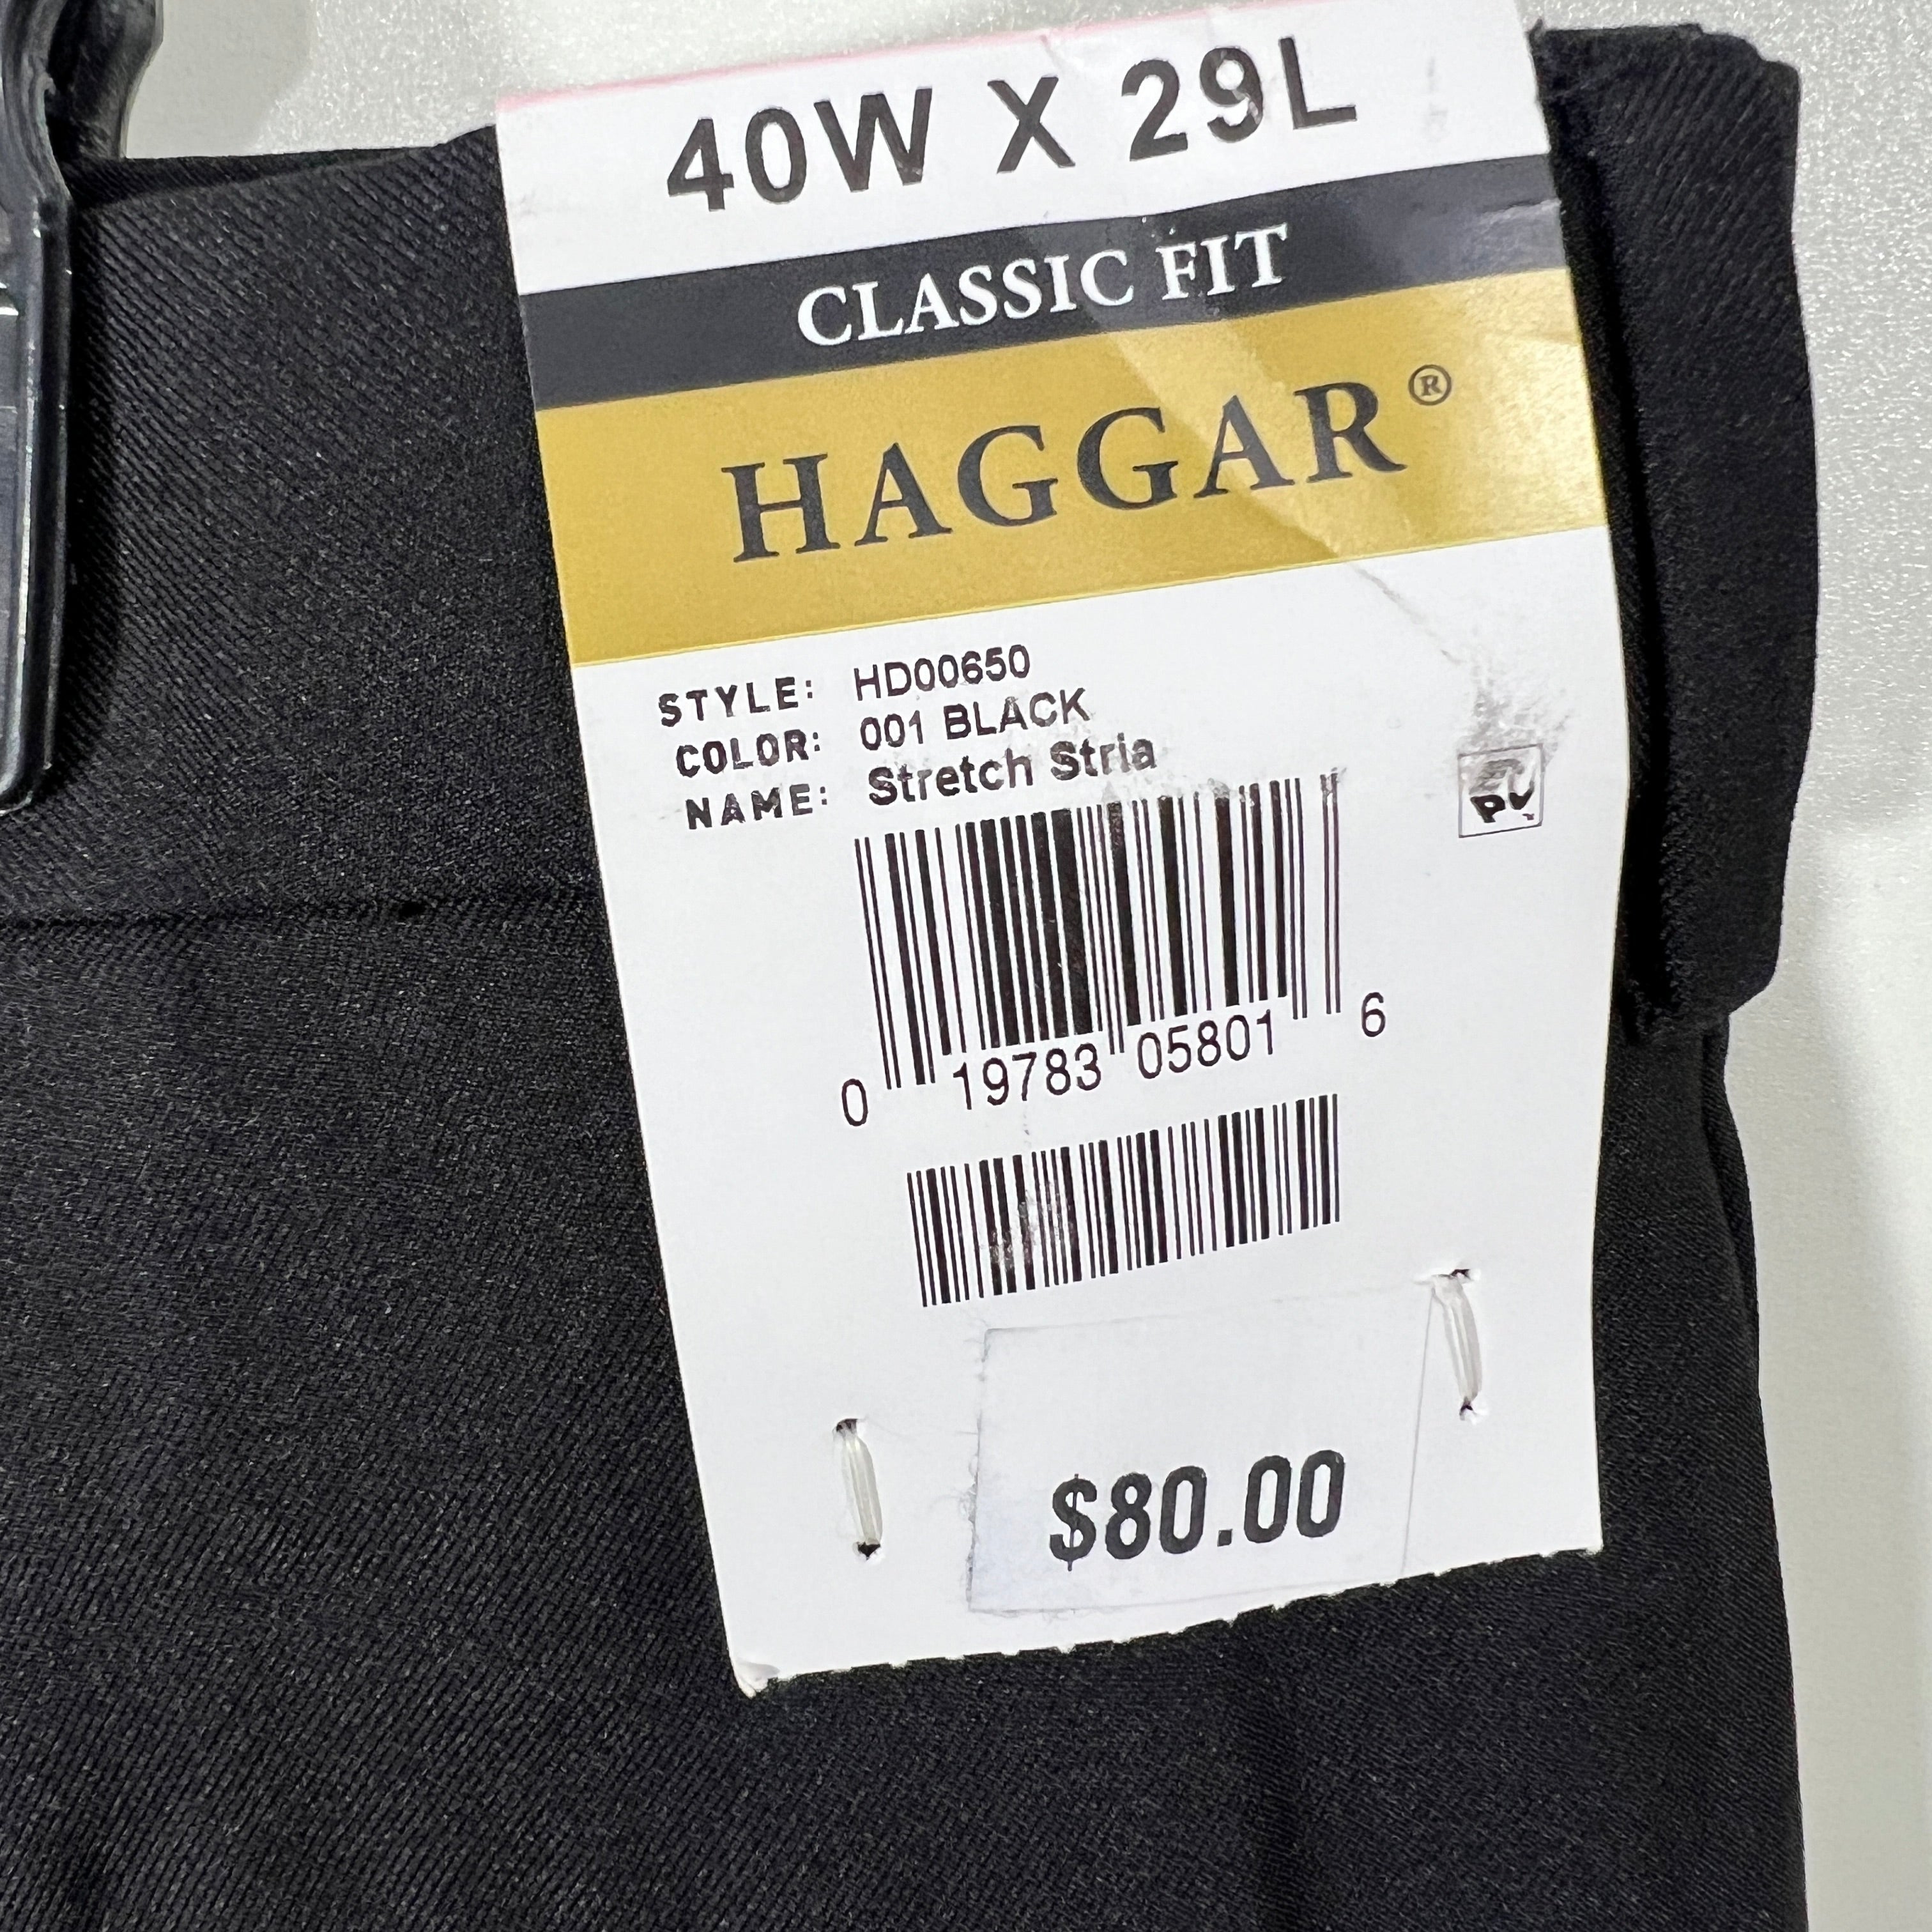 40W X 29L
CLASSIC FIT
HAGGAR®
STYLE: HD00650
COLOR: 001 BLACK
NAME: Stretch Stria
0 19783 05801 6
$80.00